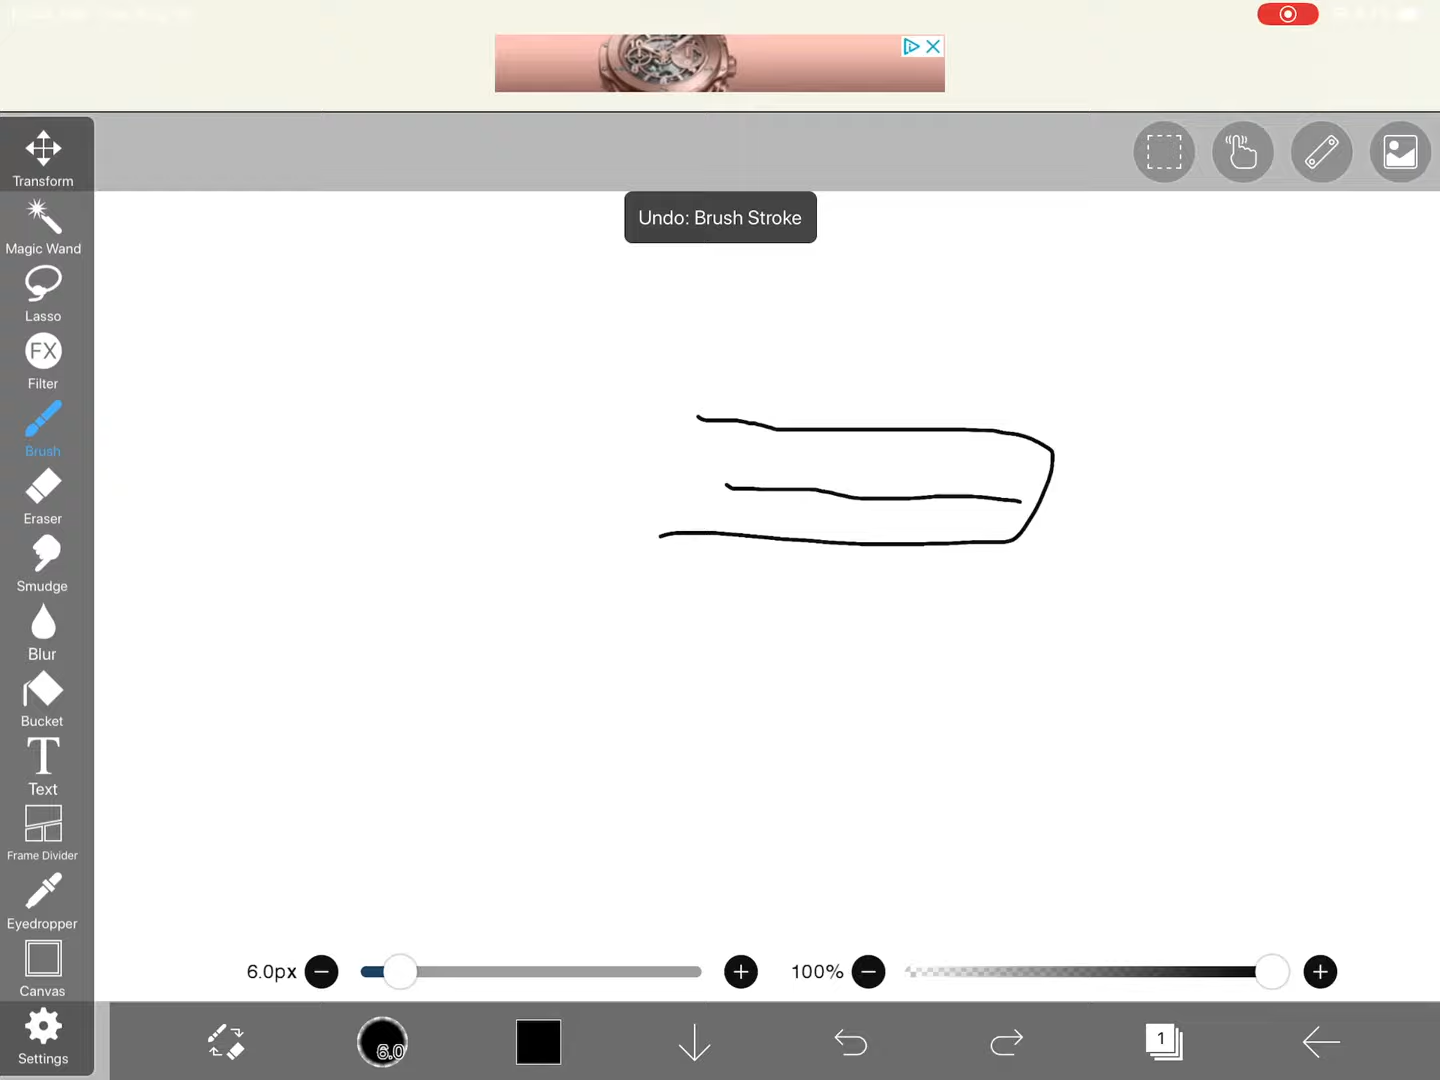 Transform
Undo: Brush Stroke
Magic Wand
Lasso
FX
Filter
Brush
Eraser
Smudge
Blur
Bucket
T
Text
Frame Divider
Eyedropper
6.0px
100%
Canvas
6.0
1
Settings